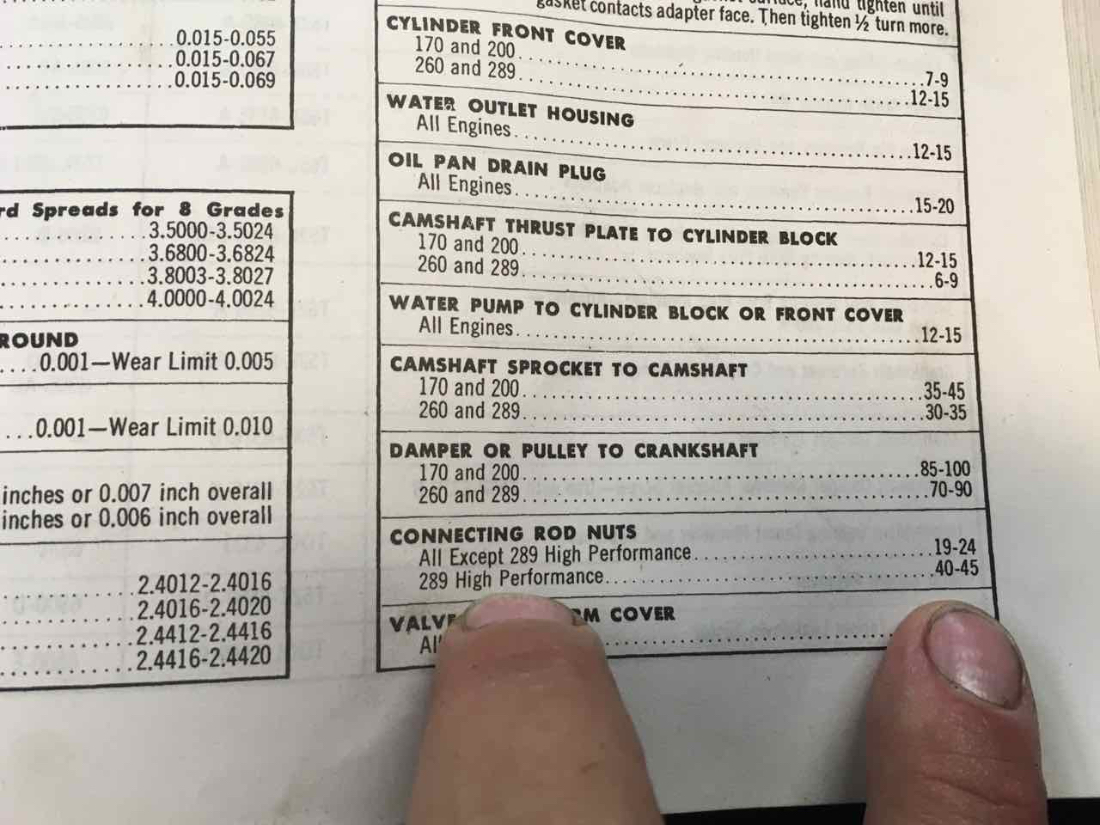 0.015-0.055
0.015-0.067
0.015-0.069
rd Spreads for 8 Grades
3.5000-3.5024
3.6800-3.6824
3.8003-3.8027
4.0000-4.0024
ROUND
0.001—Wear Limit 0.005
0.001—Wear Limit 0.010
inches or 0.007 inch overall
inches or 0.006 inch overall
2.4012-2.4016
2.4016-2.4020
2.4412-2.4416
2.4416-2.4420
hand tighten until
gasket contacts adapter face. Then tighten ½ turn more.
CYLINDER FRONT COVER
170 and 200 7-9
260 and 289 12-15
WATER OUTLET HOUSING
All Engines 12-15
OIL PAN DRAIN PLUG
All Engines 15-20
CAMSHAFT THRUST PLATE TO CYLINDER BLOCK
170 and 200 12-15
260 and 289 6-9
WATER PUMP TO CYLINDER BLOCK OR FRONT COVER
All Engines 12-15
CAMSHAFT SPROCKET TO CAMSHAFT
170 and 200 35-45
260 and 289 30-35
DAMPER OR PULLEY TO CRANKSHAFT
170 and 200 85-100
260 and 289 70-90
CONNECTING ROD NUTS
All Except 289 High Performance 19-24
289 High Performance 40-45
VALVE COVER